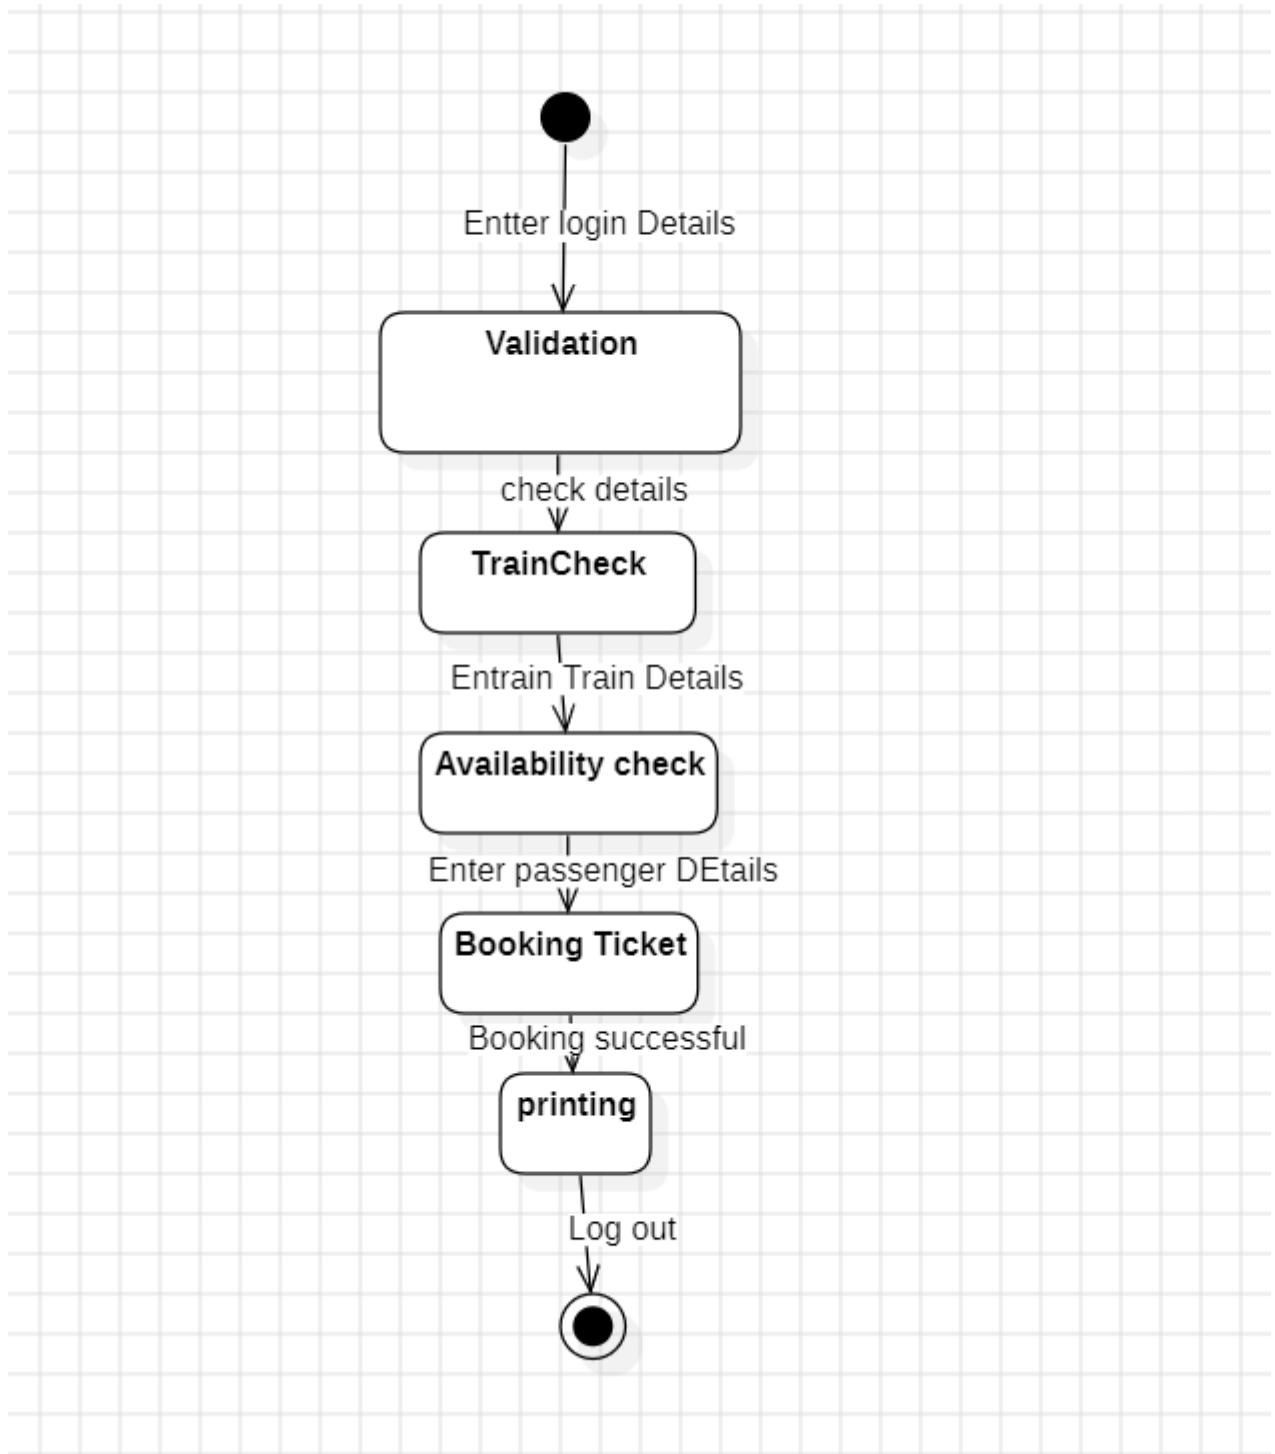 Entter login Details
Validation
check details
TrainCheck
Entrain Train Details
Availability check
Enter passenger DEtails
Booking Ticket
Booking successful
printing
Log out